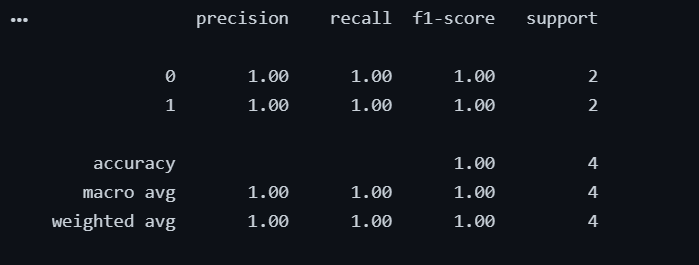 ... precision recall f1-score support
0 1.00 1.00 1.00 2
1 1.00 1.00 1.00 2
accuracy 1.00 4
macro avg 1.00 1.00 1.00 4
weighted avg 1.00 1.00 1.00 4